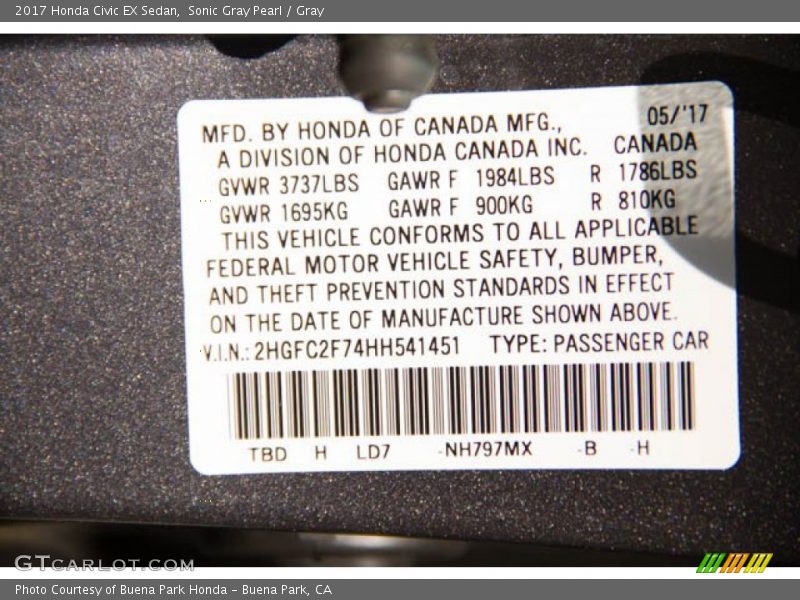 2017 Honda Civic EX Sedan, Sonic Gray Pearl / Gray
05/'17
MFD. BY HONDA OF CANADA MFG.,
A DIVISION OF HONDA CANADA INC. CANADA
GVWR 3737LBS GAWR F 1984LBS R 1786LBS
GVWR 1695KG GAWR F 900KG R 810KG
THIS VEHICLE CONFORMS TO ALL APPLICABLE
FEDERAL MOTOR VEHICLE SAFETY, BUMPER,
AND THEFT PREVENTION STANDARDS IN EFFECT
ON THE DATE OF MANUFACTURE SHOWN ABOVE.
V.I.N.: 2HGFC2F74HH541451 TYPE: PASSENGER CAR
TBD H LD7 -NH797MX -B -H
GTCARLOT.COM
Photo Courtesy of Buena Park Honda - Buena Park, CA